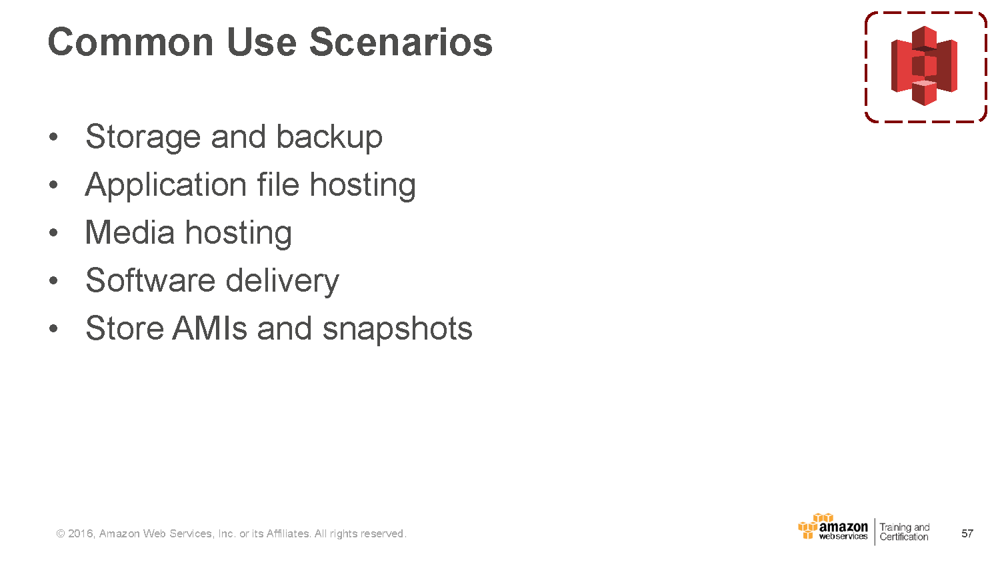 Common Use Scenarios
• Storage and backup
• Application file hosting
• Media hosting
• Software delivery
• Store AMIs and snapshots
© 2016, Amazon Web Services, Inc. or its Affiliates. All rights reserved.
amazon
webservices
Training and
Certification
57